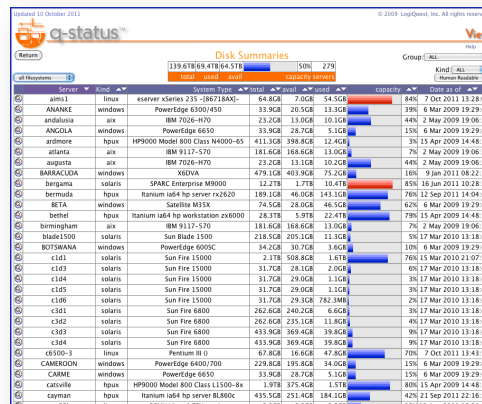 Updated 10 October 2011 © 2009 LogiQwest, Inc. All rights reserv
q-status™ Vie
Help
Return Disk Summaries Group: ALL
139.6TB 69.4TB 64.5TB 50% 279
total used avail capacity servers Kind ALL
all filesystems Human Readable
Server Kind System Type total avail used capacity Date as of
aims1 linux eserver xSeries 235 -[86718AX]- 64.8GB 7.0GB 54.5GB 84% 7 Oct 2011 13:28:
ANANKE windows PowerEdge 6300/450 33.9GB 20.5GB 13.3GB 39% 6 Mar 2009 19:29:
andalusia aix IBM 7026-H70 23.2GB 13.0GB 10.1GB 44% 2 May 2009 19:06:
ANGOLA windows PowerEdge 6650 33.9GB 28.7GB 5.1GB 15% 6 Mar 2009 19:29:
ardmore hpux HP9000 Model 800 Class N4000-65 411.3GB 398.8GB 12.4GB 3% 15 Apr 2009 14:48:
atlanta aix IBM 9117-570 181.6GB 168.6GB 13.0GB 7% 2 May 2009 19:06:
augusta aix IBM 7026-H70 23.2GB 13.1GB 10.2GB 44% 2 May 2009 19:06:
BARRACUDA windows X6DVA 479.1GB 403.9GB 75.2GB 16% 9 Jan 2011 08:22:
bergama solaris SPARC Enterprise M9000 12.2TB 1.7TB 10.4TB 85% 16 Jun 2011 10:28:
bermuda hpux Itanium ia64 hp server rx2620 189.1GB 46.0GB 143.1GB 76% 12 Sep 2011 14:04:
BETA windows Satellite M35X 74.5GB 28.0GB 46.5GB 62% 6 Mar 2009 19:29:
bethel hpux Itanium ia64 hp workstation zx6000 28.3TB 5.9TB 22.4TB 79% 15 Apr 2009 14:48:
birmingham aix IBM 9117-570 181.6GB 168.6GB 13.0GB 7% 2 May 2009 19:06:
blade1500 solaris Sun Blade 1500 218.5GB 205.1GB 11.3GB 5% 17 Mar 2010 13:18:
BOTSWANA windows PowerEdge 600SC 34.2GB 30.7GB 3.6GB 10% 6 Mar 2009 19:29:
c1d1 solaris Sun Fire 15000 2.1TB 508.8GB 1.6TB 76% 15 Mar 2010 21:07:
c1d3 solaris Sun Fire 15000 31.7GB 28.1GB 2.0GB 6% 17 Mar 2010 13:18:
c1d4 solaris Sun Fire 15000 31.7GB 29.0GB 1.1GB 3% 17 Mar 2010 13:18:
c1d5 solaris Sun Fire 15000 31.7GB 29.0GB 1.1GB 3% 17 Mar 2010 13:18:
c1d6 solaris Sun Fire 15000 31.7GB 29.3GB 782.3MB 2% 17 Mar 2010 13:18:
c3d1 solaris Sun Fire 6800 262.6GB 240.2GB 6.6GB 3% 17 Mar 2010 13:18:
c3d2 solaris Sun Fire 6800 262.6GB 235.1GB 11.8GB 4% 17 Mar 2010 13:18:
c3d3 solaris Sun Fire 6800 433.9GB 369.4GB 39.8GB 9% 17 Mar 2010 13:18:
c3d4 solaris Sun Fire 6800 433.9GB 369.4GB 39.8GB 9% 17 Mar 2010 13:18:
c6500-3 linux Pentium III () 67.8GB 16.6GB 47.8GB 70% 7 Oct 2011 13:43:
CAMEROON windows PowerEdge 6400/700 229.8GB 195.8GB 34.0GB 15% 6 Mar 2009 19:29:
CARME windows PowerEdge 6650 33.9GB 28.7GB 5.1GB 15% 6 Mar 2009 19:29:
catsville hpux HP9000 Model 800 Class L1500-8x 1.9TB 375.4GB 1.5TB 80% 15 Apr 2009 14:48:
cayman hpux Itanium ia64 hp server BL860c 435.5GB 251.4GB 184.1GB 42% 21 Sep 2011 22:16: